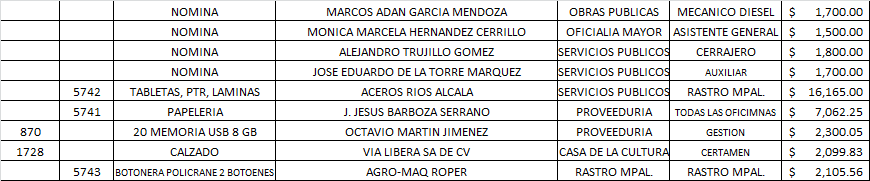 NOMINA MARCOS ADAN GARCIA MENDOZA OBRAS PUBLICAS MECANICO DIESEL $ 1,700.00
NOMINA MONICA MARCELA HERNANDEZ CERRILLO OFICIALIA MAYOR ASISTENTE GENERAL $ 1,500.00
NOMINA ALEJANDRO TRUJILLO GOMEZ SERVICIOS PUBLICOS CERRAJERO $ 1,800.00
NOMINA JOSE EDUARDO DE LA TORRE MARQUEZ SERVICIOS PUBLICOS AUXILIAR $ 1,700.00
5742 TABLETAS, PTR, LAMINAS ACEROS RIOS ALCALA SERVICIOS PUBLICOS RASTRO MPAL. $ 16,165.00
5741 PAPELERIA J. JESUS BARBOZA SERRANO PROVEEDURIA TODAS LAS OFICIMNAS $ 7,062.25
870 20 MEMORIA USB 8 GB OCTAVIO MARTIN JIMENEZ PROVEEDURIA GESTION $ 2,300.05
1728 CALZADO VIA LIBERA SA DE CV CASA DE LA CULTURA CERTAMEN $ 2,099.83
5743 BOTONERA POLICRANE 2 BOTOENES AGRO-MAQ ROPER RASTRO MPAL. RASTRO MPAL. $ 2,105.56